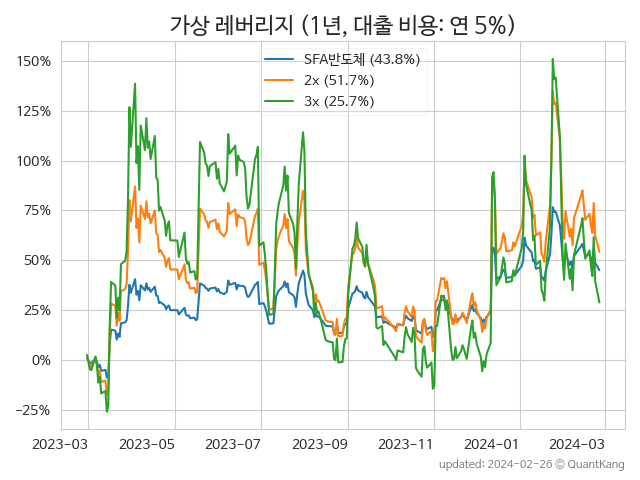 가상 레버리지 (1년, 대출 비용: 연 5%)
SFA반도체 (43.8%)
2x (51.7%)
3x (25.7%)
150%
125%
100%
75%
50%
25%
0%
−25%
2023-03 2023-05 2023-07 2023-09 2023-11 2024-01 2024-03
updated: 2024-02-26 © QuantKang